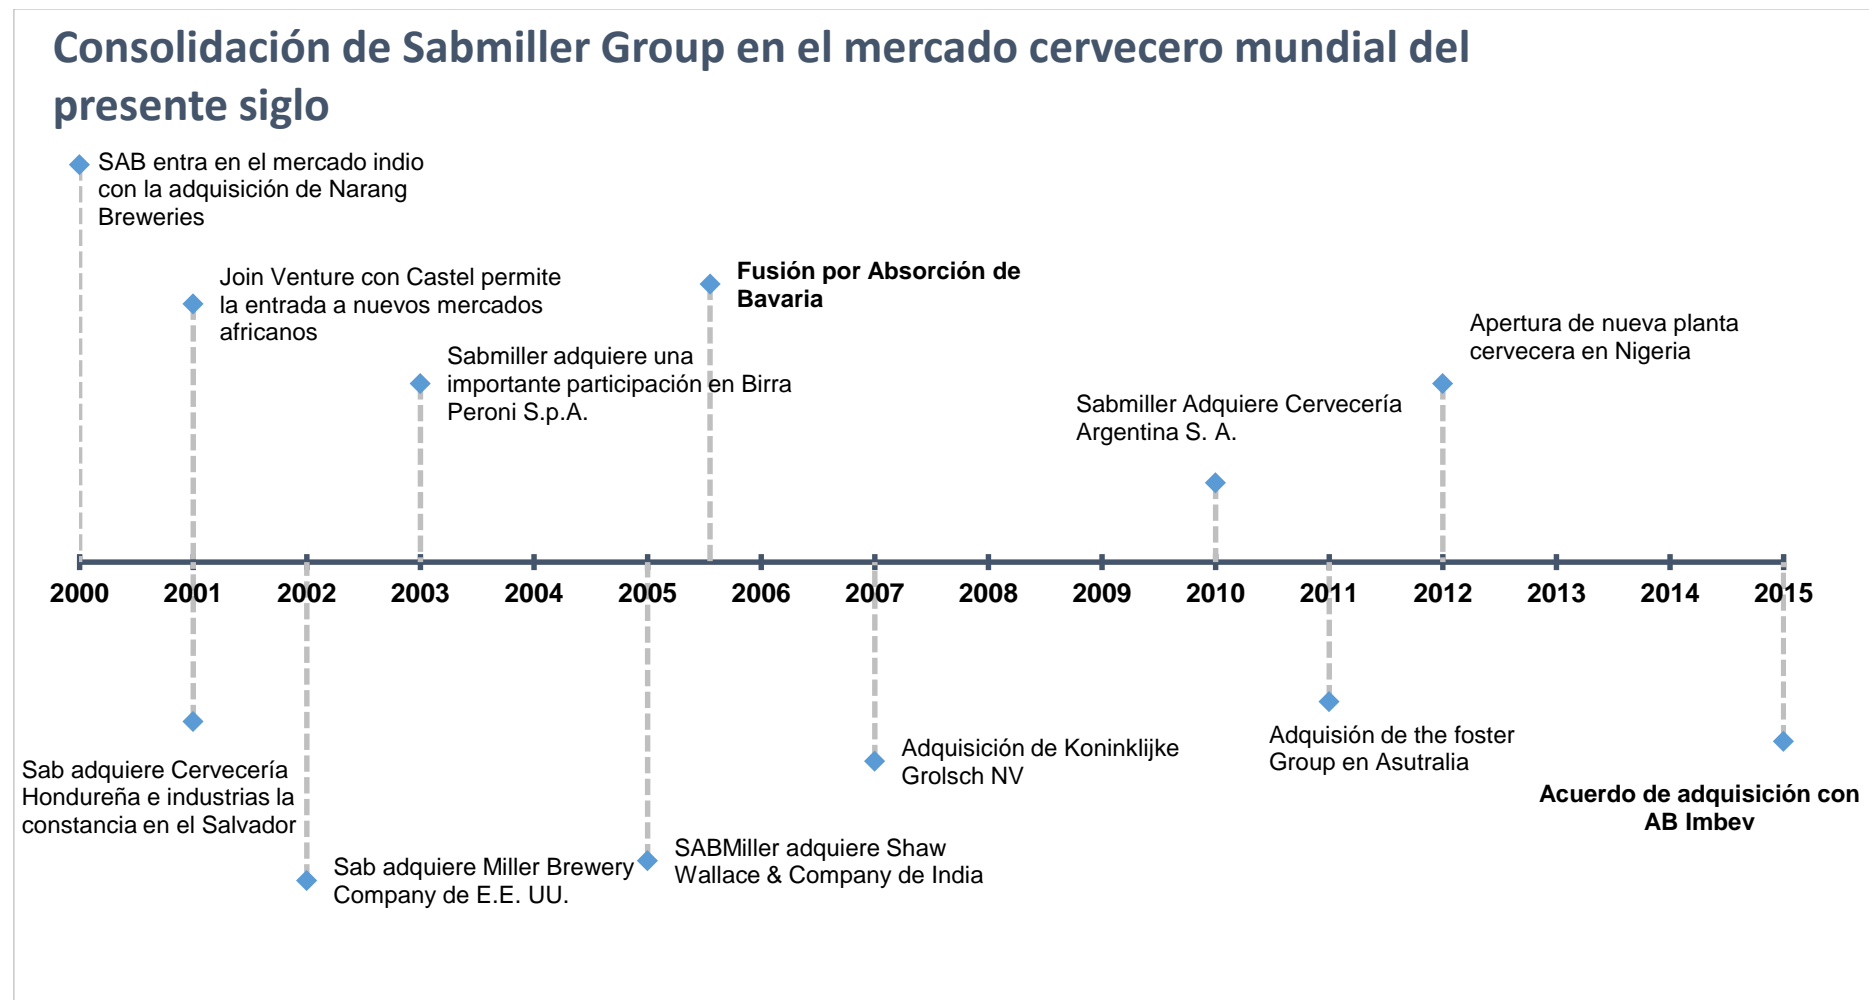 Consolidación de Sabmiller Group en el mercado cervecero mundial del
presente siglo
SAB entra en el mercado indio
con la adquisición de Narang
Breweries
Join Venture con Castel permite
la entrada a nuevos mercados
africanos
Sabmiller adquiere una
importante participación en Birra
Peroni S.p.A.
Fusión por Absorción de
Bavaria
Sabmiller Adquiere Cervecería
Argentina S. A.
Apertura de nueva planta
cervecera en Nigeria
2000 2001 2002 2003 2004 2005 2006 2007 2008 2009 2010 2011 2012 2013 2014 2015
Sab adquiere Cervecería
Hondureña e industrias la
constancia en el Salvador
Sab adquiere Miller Brewery
Company de E.E. UU.
SABMiller adquiere Shaw
Wallace & Company de India
Adquisición de Koninklijke
Grolsch NV
Adquisión de the foster
Group en Asutralia
Acuerdo de adquisición con
AB Imbev